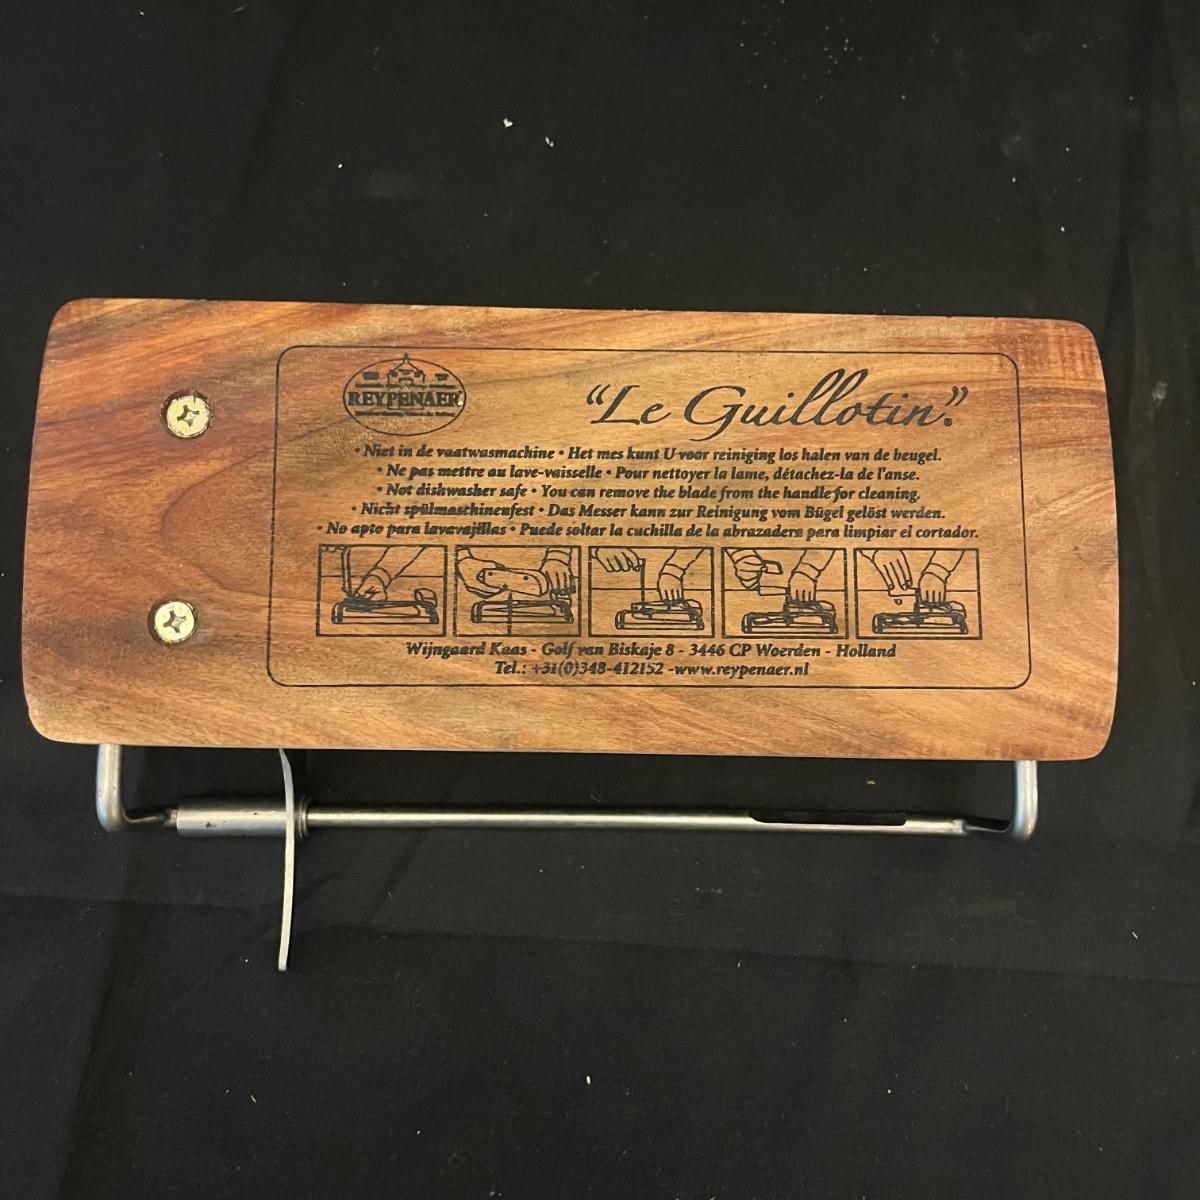 REYPENAER
“Le Guillotin.”
• Niet in de vaatwasmachine • Het mes kunt U voor reiniging los halen van de beugel.
• Ne pas mettre au lave-vaisselle • Pour nettoyer la lame, détachez-la de l'anse.
• Not dishwasher safe • You can remove the blade from the handle for cleaning.
• Nicht spülmaschinenfest • Das Messer kann zur Reinigung vom Bügel gelöst werden.
• No apto para lavavajillas • Puede soltar la cuchilla de la abrazadera para limpiar el cortador.
Wijngaard Kaas - Golf van Biskaje 8 - 3446 CP Woerden - Holland
Tel.: +31(0)348-412152 -www.reypenaer.nl